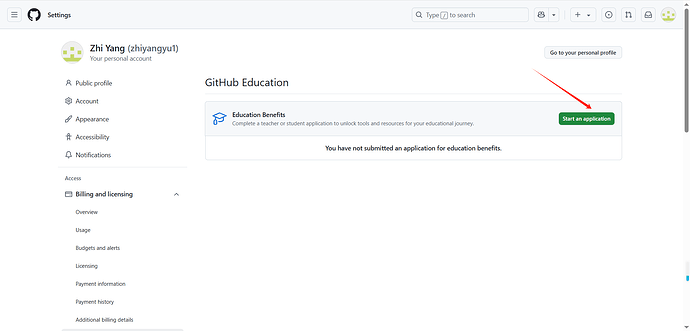 Settings
Type / to search
Zhi Yang (zhiyangyu1)
Your personal account
Go to your personal profile
Public profile
Account
Appearance
Accessibility
Notifications
Access
Billing and licensing
Overview
Usage
Budgets and alerts
Licensing
Payment information
Payment history
Additional billing details
GitHub Education
Education Benefits
Complete a teacher or student application to unlock tools and resources for your educational journey.
Start an application
You have not submitted an application for education benefits.